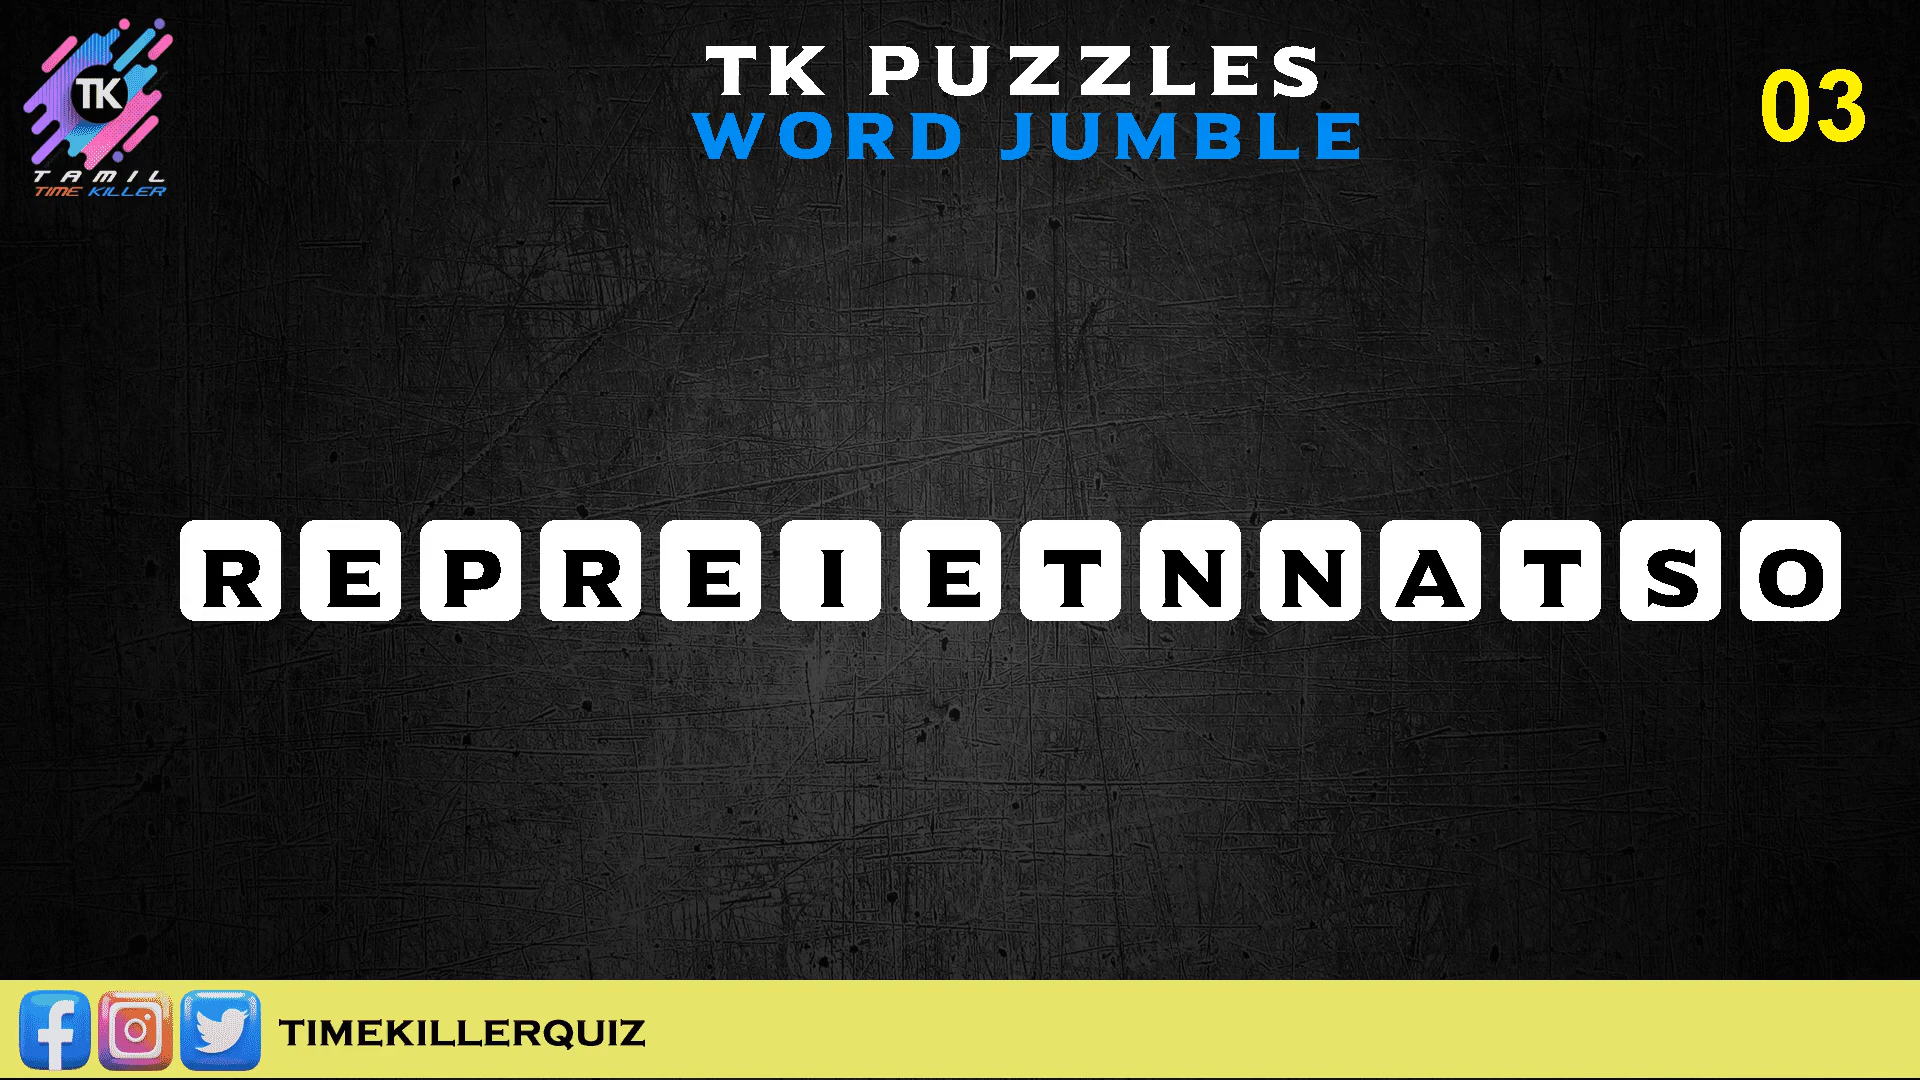 TK
TAMIL
TIME KILLER
TK PUZZLES
WORD JUMBLE
03
R E P R E I E T N N A T S O
TIMEKILLERQUIZ